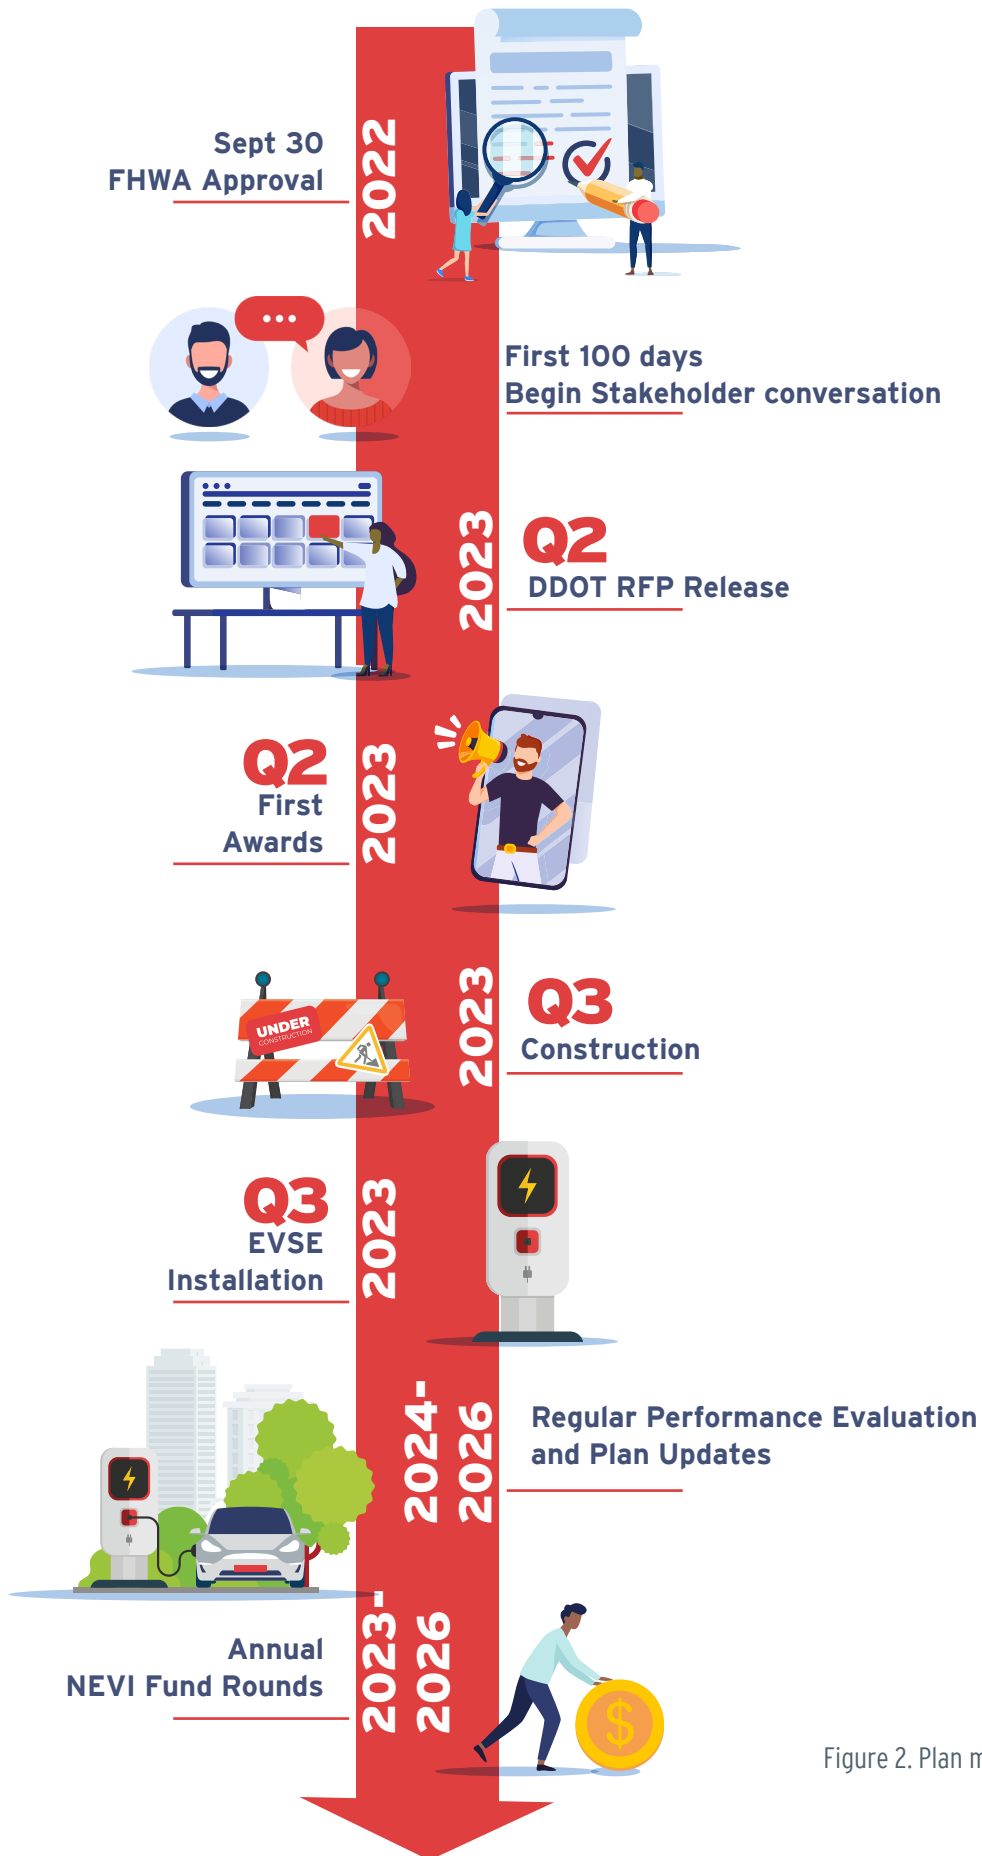 2022
Sept 30
FHWA Approval
First 100 days
Begin Stakeholder conversation
2023
Q2
DDOT RFP Release
2023
Q2
First
Awards
2023
Q3
Construction
UNDER
CONSTRUCTION
2023
Q3
EVSE
Installation
2024-
2026
Regular Performance Evaluation
and Plan Updates
2023-
2026
Annual
NEVI Fund Rounds
$
Figure 2. Plan